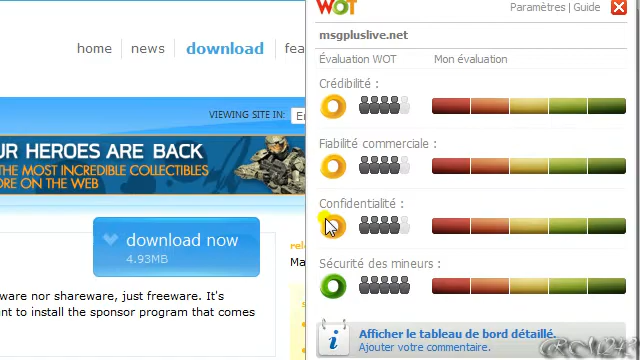 WOT
Paramètres | Guide
msgpluslive.net
home
news
download
fea
Évaluation WOT
Mon évaluation
Crédibilité :
VIEWING SITE IN:
Fiabilité commerciale :
UR HEROES ARE BACK
THE MOST INCREDIBLE COLLECTIBLES
ORE ON THE WEB
Confidentialité :
download now
4.93MB
rele
Ma
Sécurité des mineurs :
ware nor shareware, just freeware. It's
nt to install the sponsor program that comes
Afficher le tableau de bord détaillé.
Ajouter votre commentaire.